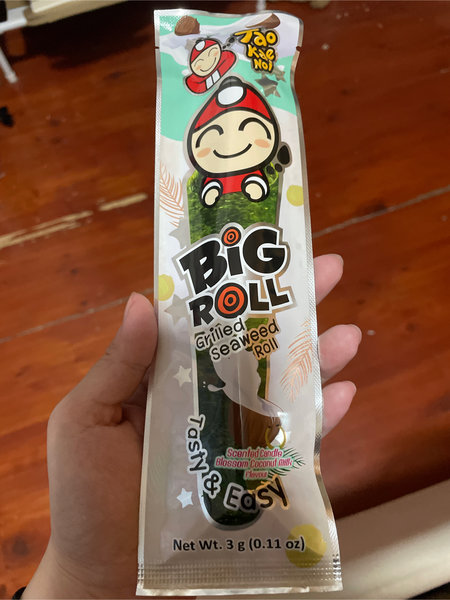 Tao
Kae
Noi
BiG
ROLL
Grilled
Seaweed
Roll
Tasty & Easy
Scented Candle
Blossom Coconut Milk
Flavour
Net Wt. 3 g (0.11 oz)